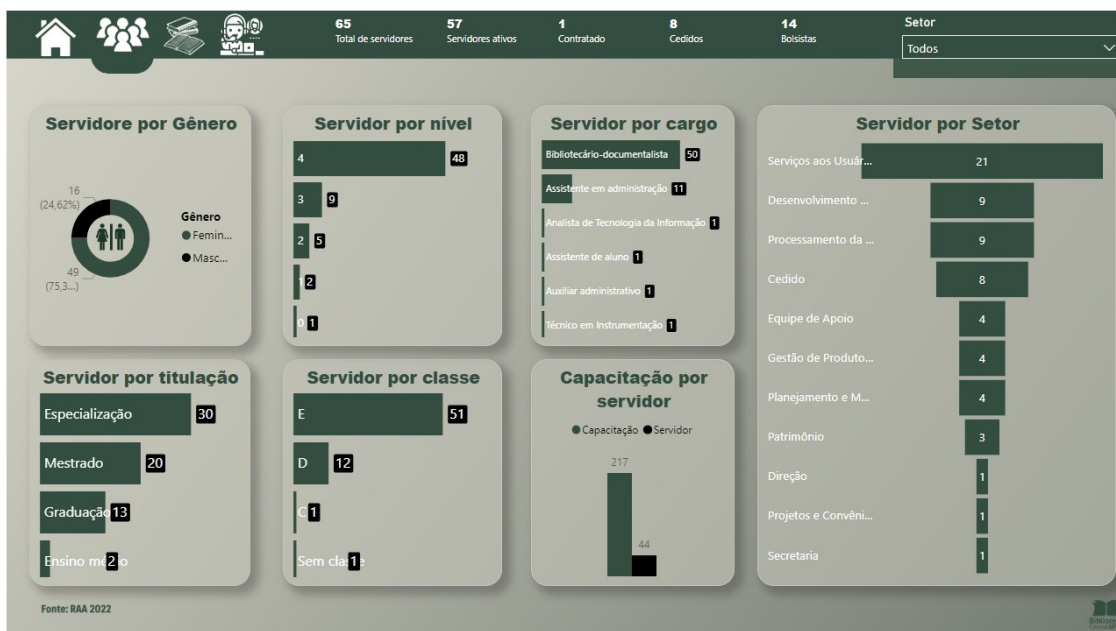 65
Total de servidores
57
Servidores ativos
1
Contratado
8
Cedidos
14
Bolsistas
Setor
Todos
Servidore por Gênero
16
(24,62%)
49
(75,3...)
Gênero
Femin...
Masc...
Servidor por nível
4 48
3 9
2 5
1 2
0 1
Servidor por cargo
Bibliotecário-documentalista 50
Assistente em administração 11
Analista de Tecnologia da Informação 1
Assistente de aluno 1
Auxiliar administrativo 1
Técnico em Instrumentação 1
Servidor por Setor
Serviços aos Usuár... 21
Desenvolvimento ... 9
Processamento da ... 9
Cedido 8
Equipe de Apoio 4
Gestão de Produto... 4
Planejamento e M... 4
Patrimônio 3
Direção 1
Projetos e Convêni... 1
Secretaria 1
Servidor por titulação
Especialização 30
Mestrado 20
Graduação 13
Ensino médio 2
Servidor por classe
E 51
D 12
C 1
Sem classe 1
Capacitação por
servidor
Capacitação Servidor
217
44
Fonte: RAA 2022